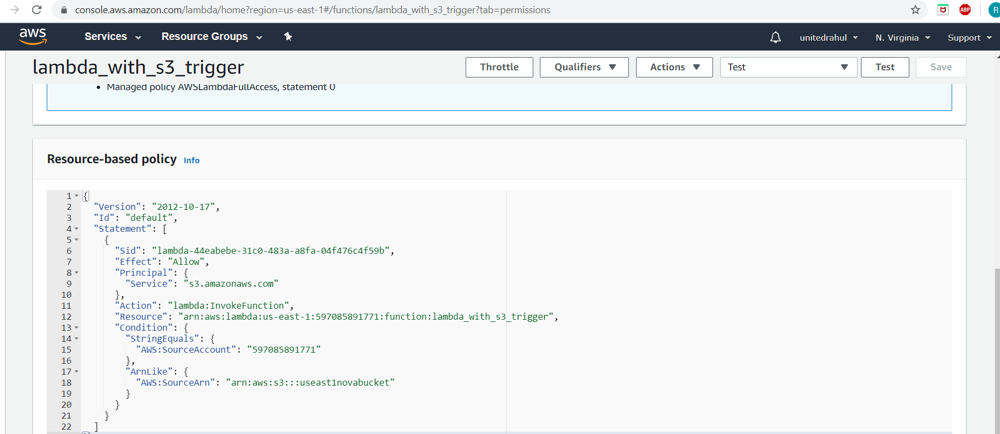 console.aws.amazon.com/lambda/home?region=us-east-1#/functions/lambda_with_s3_trigger?tab=permissions
ABP
R
aws
Services
Resource Groups
unitedrahul
N. Virginia
Support
lambda_with_s3_trigger
Throttle
Qualifiers
Actions
Test
Test
Save
• Managed policy AWSLambdaFullAccess, statement 0
Resource-based policy Info
1 {
2 "Version": "2012-10-17",
3 "Id": "default",
4 "Statement": [
5 {
6 "Sid": "lambda-44eabebe-31c0-483a-a8fa-04f476c4f59b",
7 "Effect": "Allow",
8 "Principal": {
9 "Service": "s3.amazonaws.com"
10 },
11 "Action": "lambda:InvokeFunction",
12 "Resource": "arn:aws:lambda:us-east-1:597085891771:function:lambda_with_s3_trigger",
13 "Condition": {
14 "StringEquals": {
15 "AWS:SourceAccount": "597085891771"
16 },
17 "ArnLike": {
18 "AWS:SourceArn": "arn:aws:s3:::useast1novabucket"
19 }
20 }
21 }
22 ]